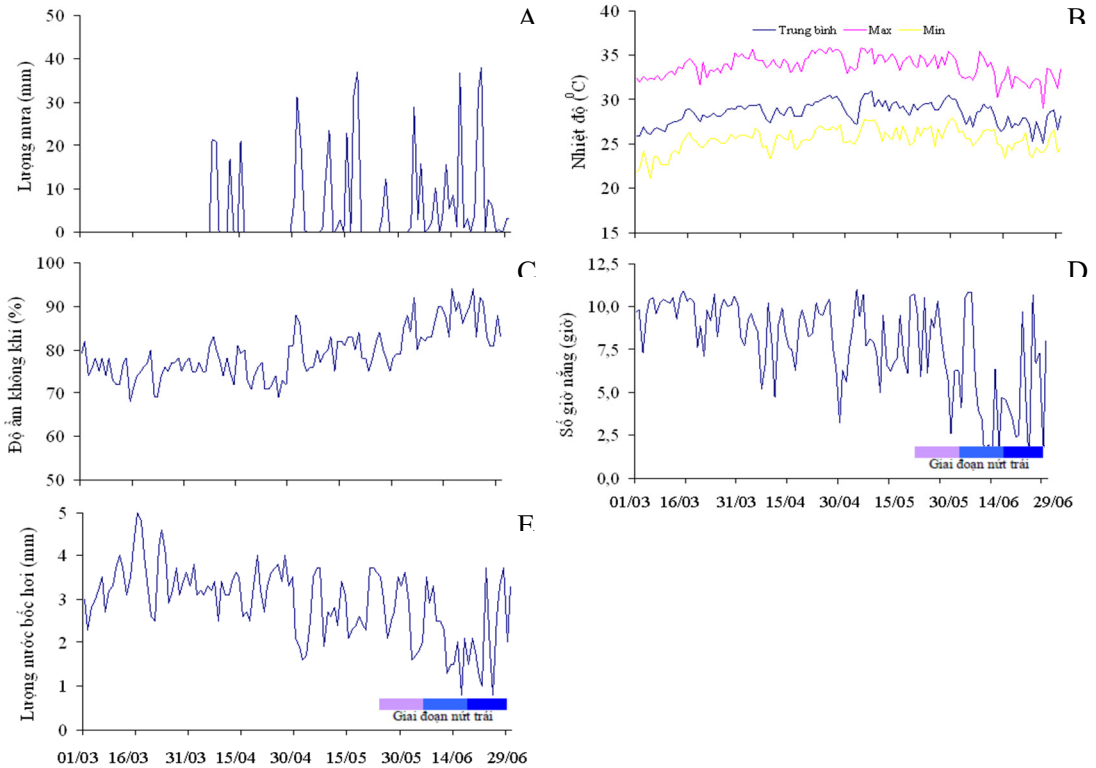 A
Lượng mưa (mm)
50
40
30
20
10
0
B
Trung bình Max Min
Nhiệt độ (⁰C)
40
35
30
25
20
15
C
Độ ẩm không khí (%)
100
90
80
70
60
50
D
Số giờ nắng (giờ)
12,5
10,0
7,5
5,0
2,5
0,0
Giai đoạn nứt trái
01/03 16/03 31/03 15/04 30/04 15/05 30/05 14/06 29/06
E
Lượng nước bốc hơi (mm)
5
4
3
2
1
0
Giai đoạn nứt trái
01/03 16/03 31/03 15/04 30/04 15/05 30/05 14/06 29/06